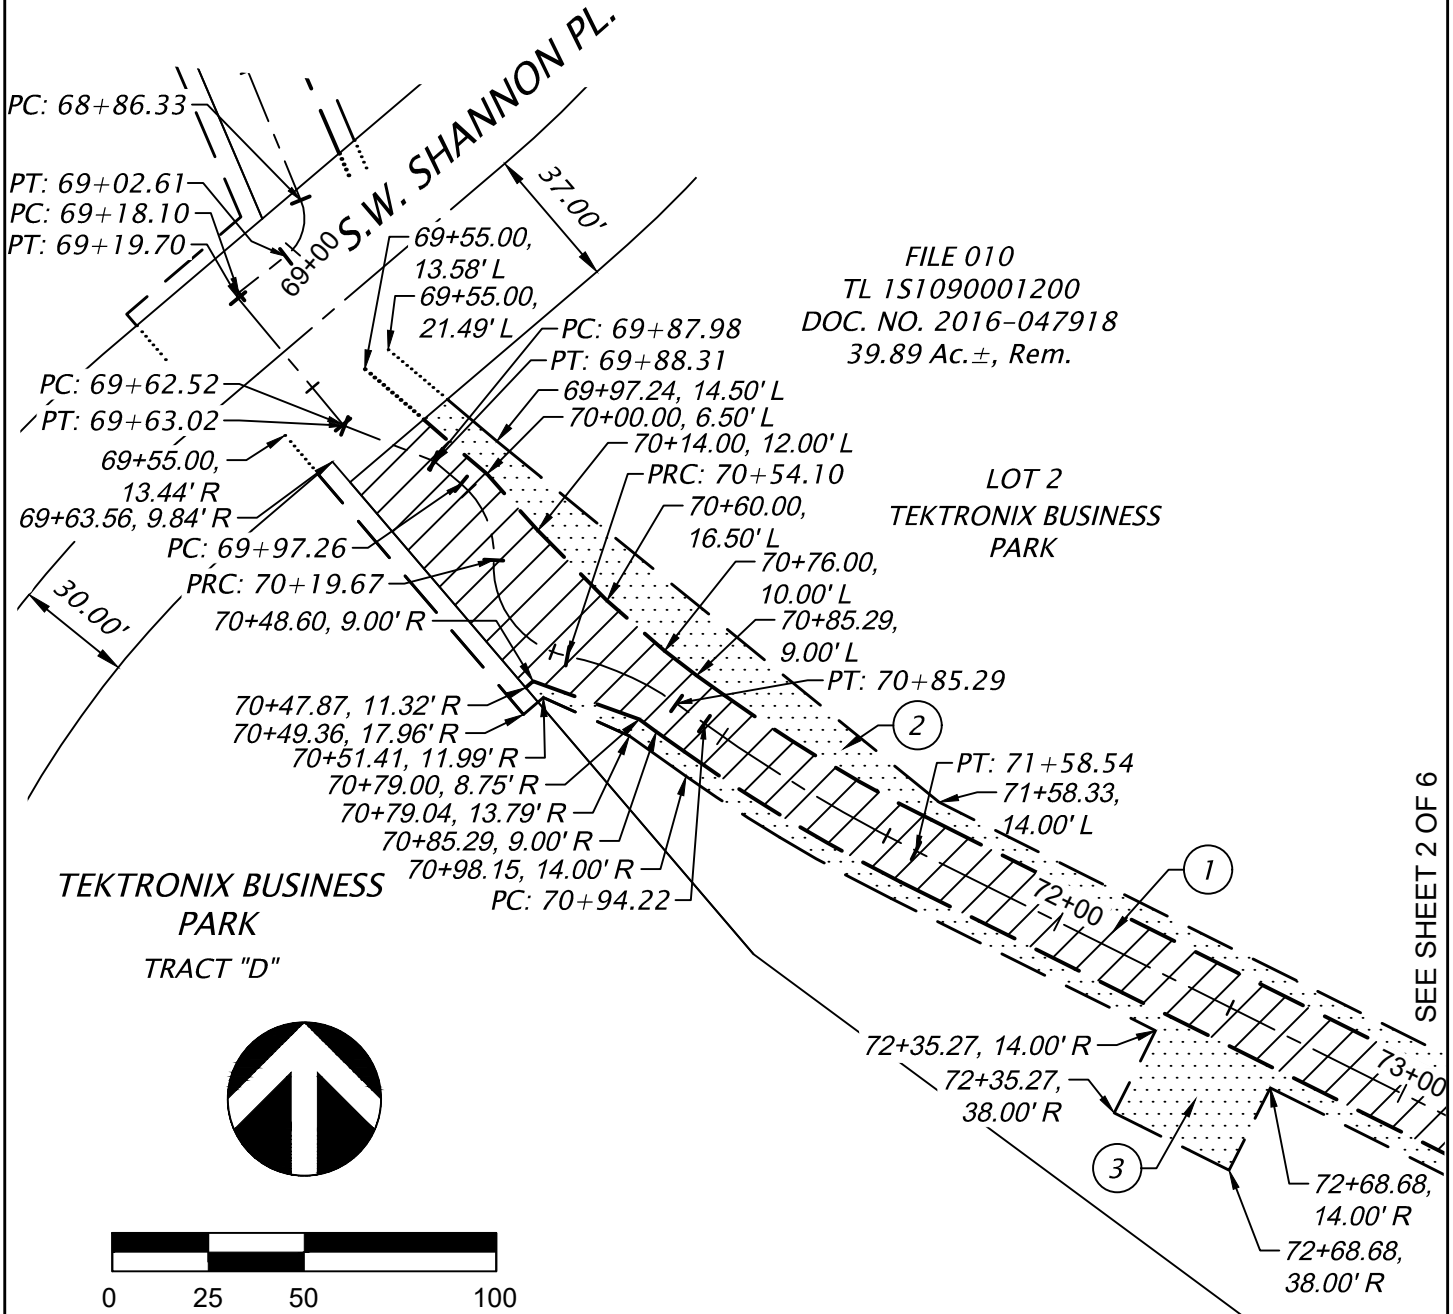 S.W. SHANNON PL.
PC: 68+86.33
PT: 69+02.61
PC: 69+18.10
PT: 69+19.70
69+00
37.00'
69+55.00,
13.58' L
69+55.00,
21.49' L
FILE 010
TL 1S1090001200
DOC. NO. 2016-047918
39.89 Ac.±, Rem.
PC: 69+87.98
PT: 69+88.31
69+97.24, 14.50' L
70+00.00, 6.50' L
70+14.00, 12.00' L
PRC: 70+54.10
70+60.00,
16.50' L
70+76.00,
10.00' L
70+85.29,
9.00' L
PT: 70+85.29
PC: 69+62.52
PT: 69+63.02
69+55.00,
13.44' R
69+63.56, 9.84' R
PC: 69+97.26
PRC: 70+19.67
70+48.60, 9.00' R
30.00'
LOT 2
TEKTRONIX BUSINESS
PARK
70+47.87, 11.32' R
70+49.36, 17.96' R
70+51.41, 11.99' R
70+79.00, 8.75' R
70+79.04, 13.79' R
70+85.29, 9.00' R
70+98.15, 14.00' R
PC: 70+94.22
2
PT: 71+58.54
71+58.33,
14.00' L
1
72+00
73+00
SEE SHEET 2 OF 6
TEKTRONIX BUSINESS
PARK
TRACT "D"
72+35.27, 14.00' R
72+35.27,
38.00' R
3
72+68.68,
14.00' R
72+68.68,
38.00' R
0 25 50 100